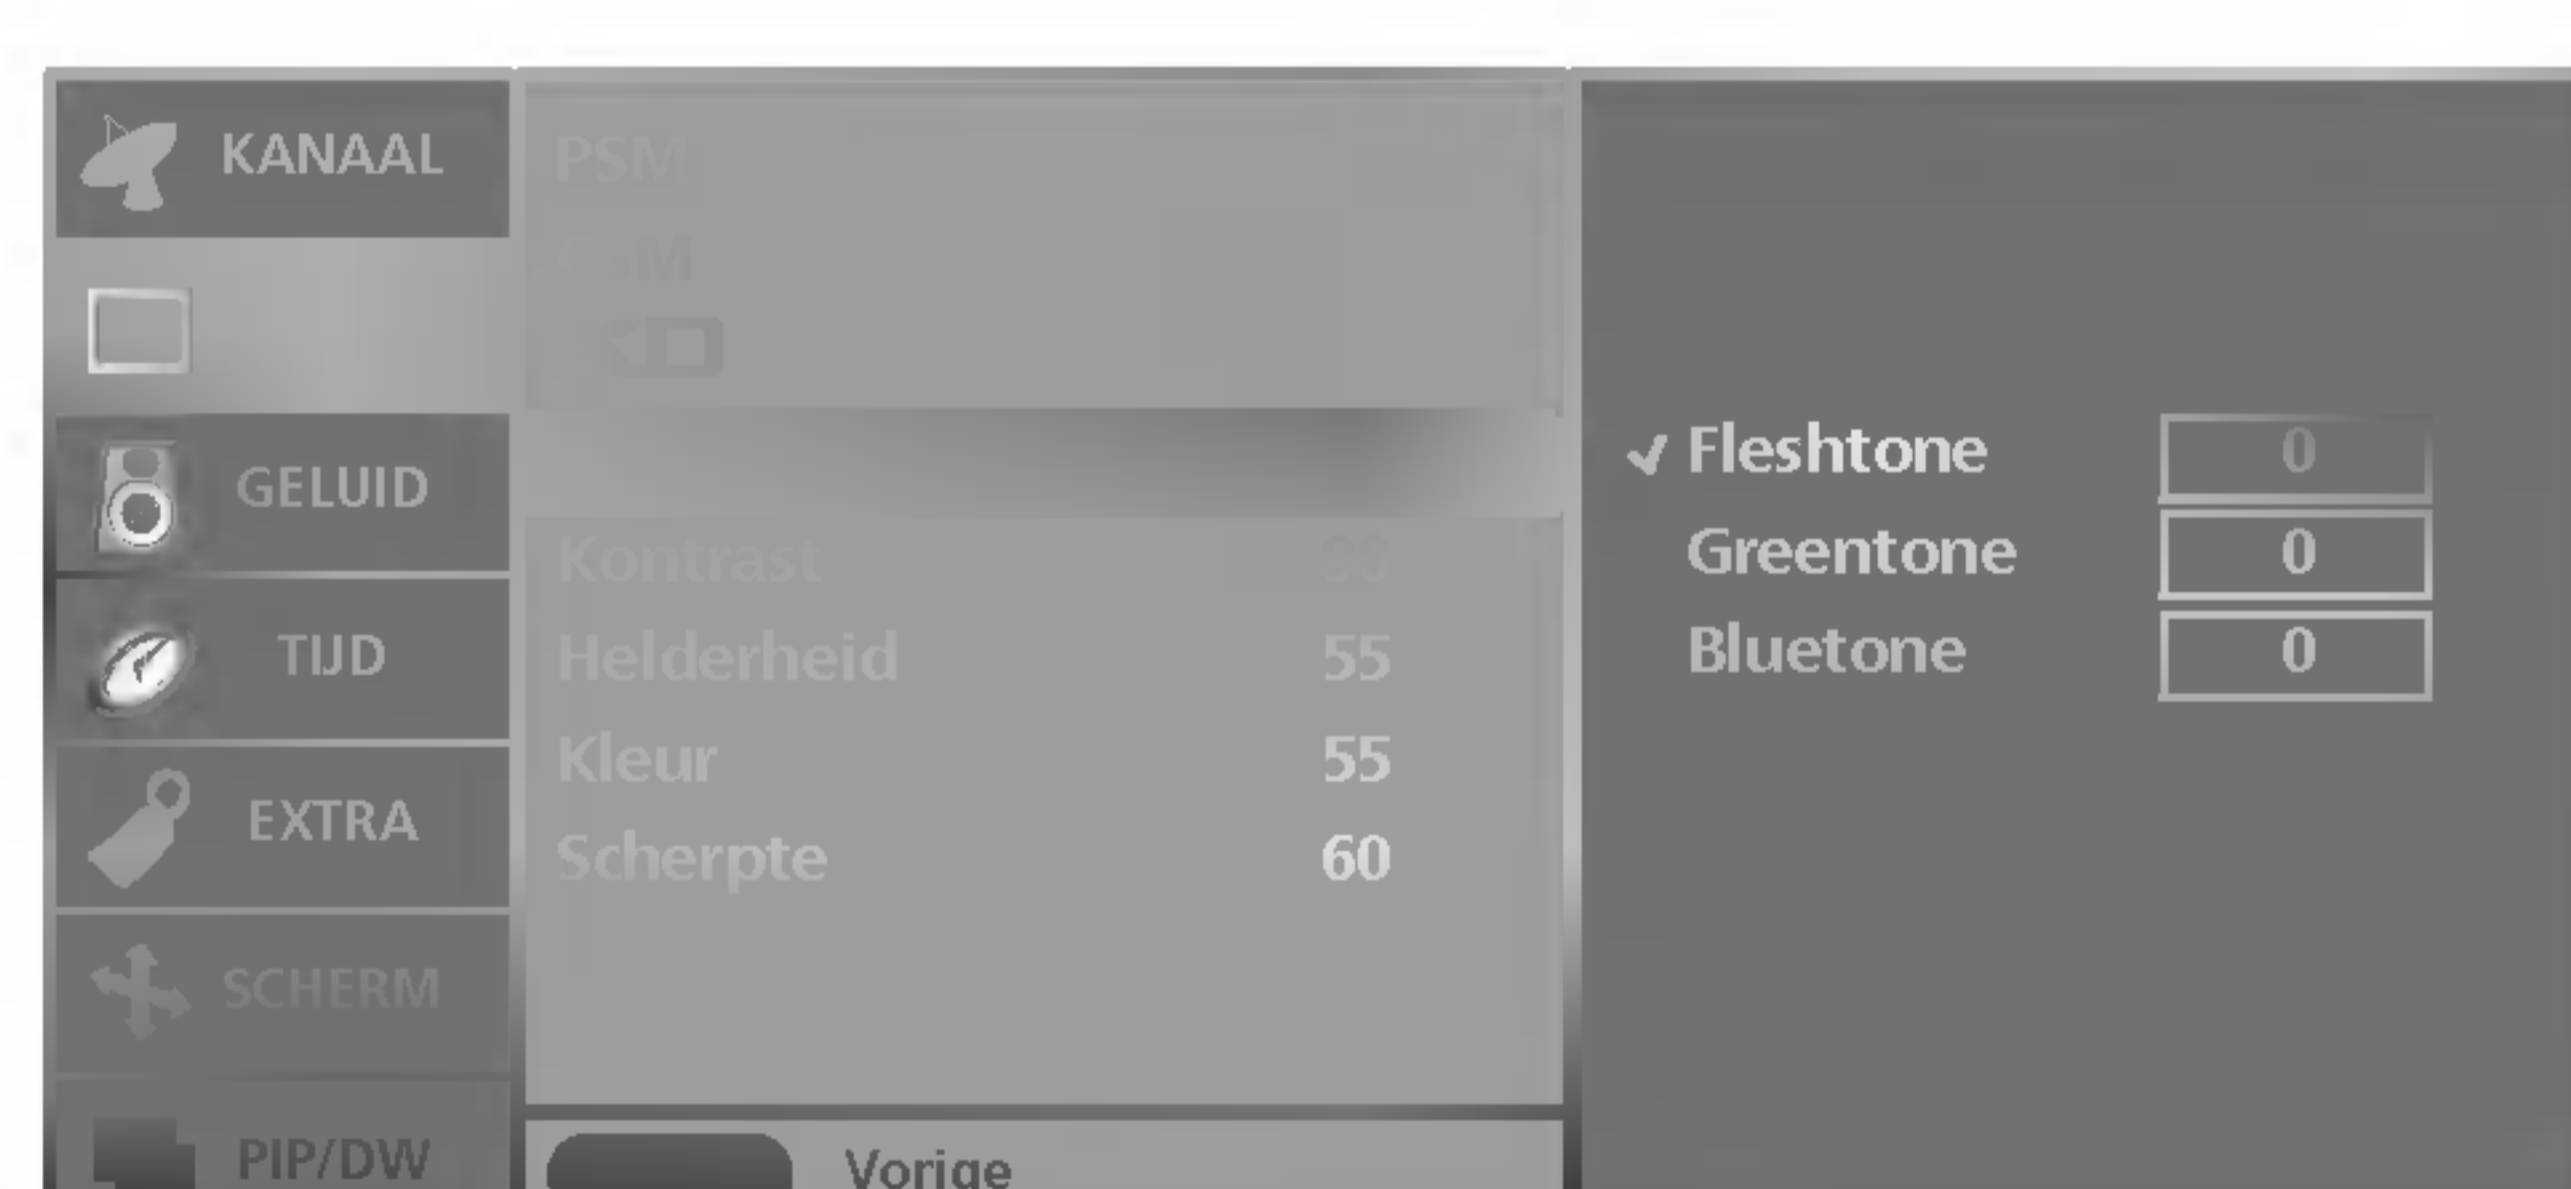 KANAAL
GELUID
TIJD
EXTRA
SCHERM
PIP/DW
PSM
Kontrast
Helderheid 55
Kleur 55
Scherpte 60
Vorige
Fleshtone 0
Greentone 0
Bluetone 0